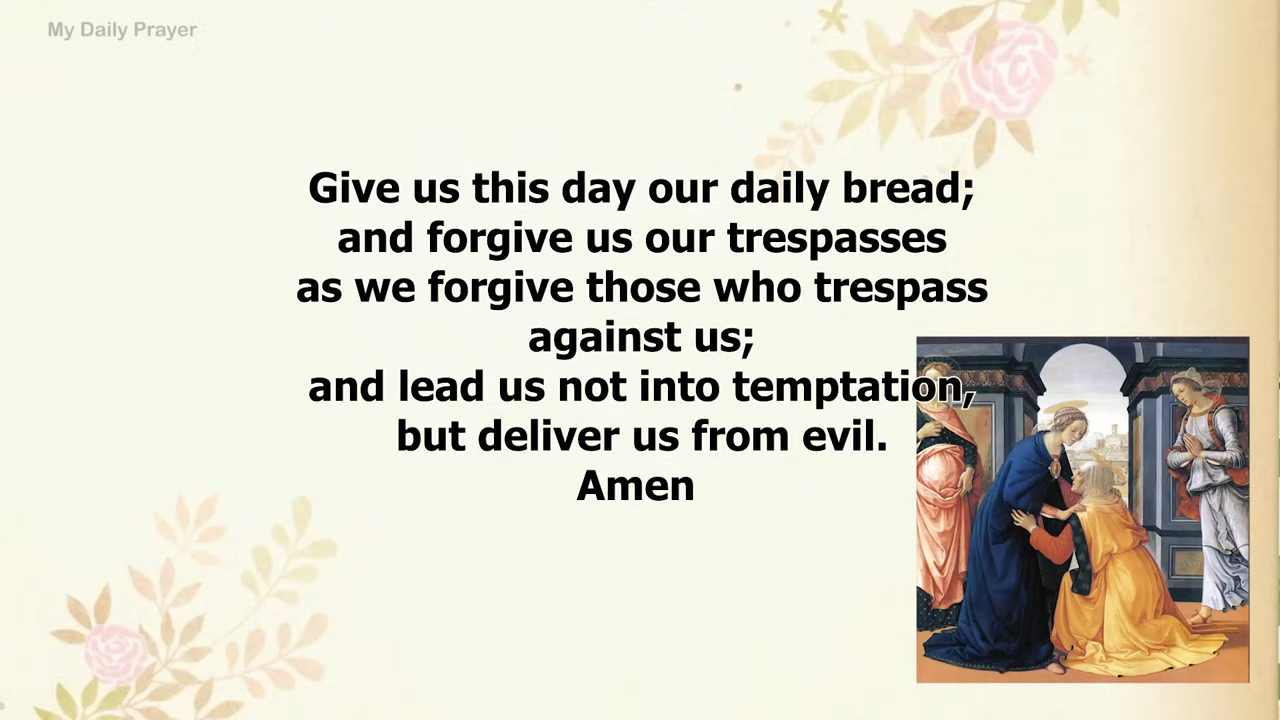 My Daily Prayer
Give us this day our daily bread;
and forgive us our trespasses
as we forgive those who trespass
against us;
and lead us not into temptation,
but deliver us from evil.
Amen